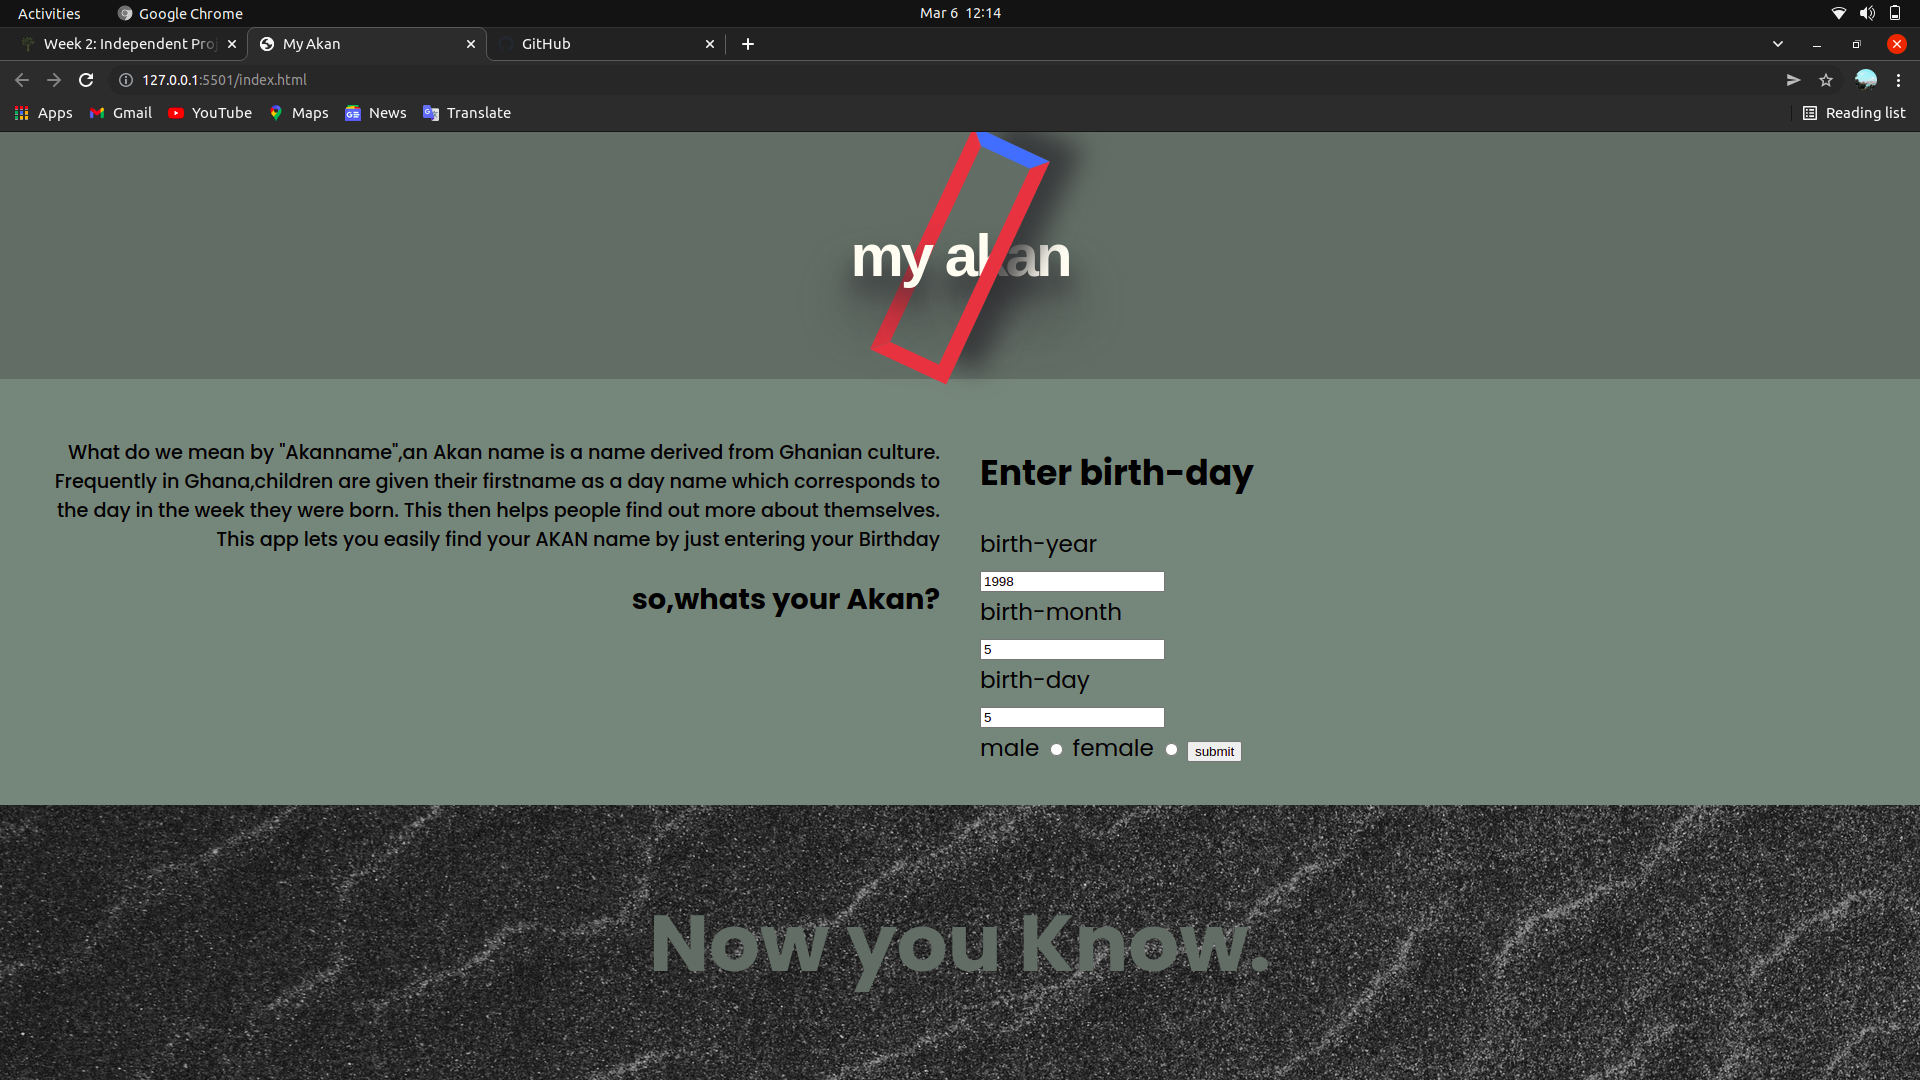 Activities
Google Chrome
Mar 6 12:14
Week 2: Independent Proj
My Akan
GitHub
127.0.0.1:5501/index.html
Apps
Gmail
YouTube
Maps
News
Translate
Reading list
my akan
What do we mean by "Akanname",an Akan name is a name derived from Ghanian culture.
Frequently in Ghana,children are given their firstname as a day name which corresponds to
the day in the week they were born. This then helps people find out more about themselves.
This app lets you easily find your AKAN name by just entering your Birthday
so,whats your Akan?
Enter birth-day
birth-year
1998
birth-month
5
birth-day
5
male female submit
Now you Know.